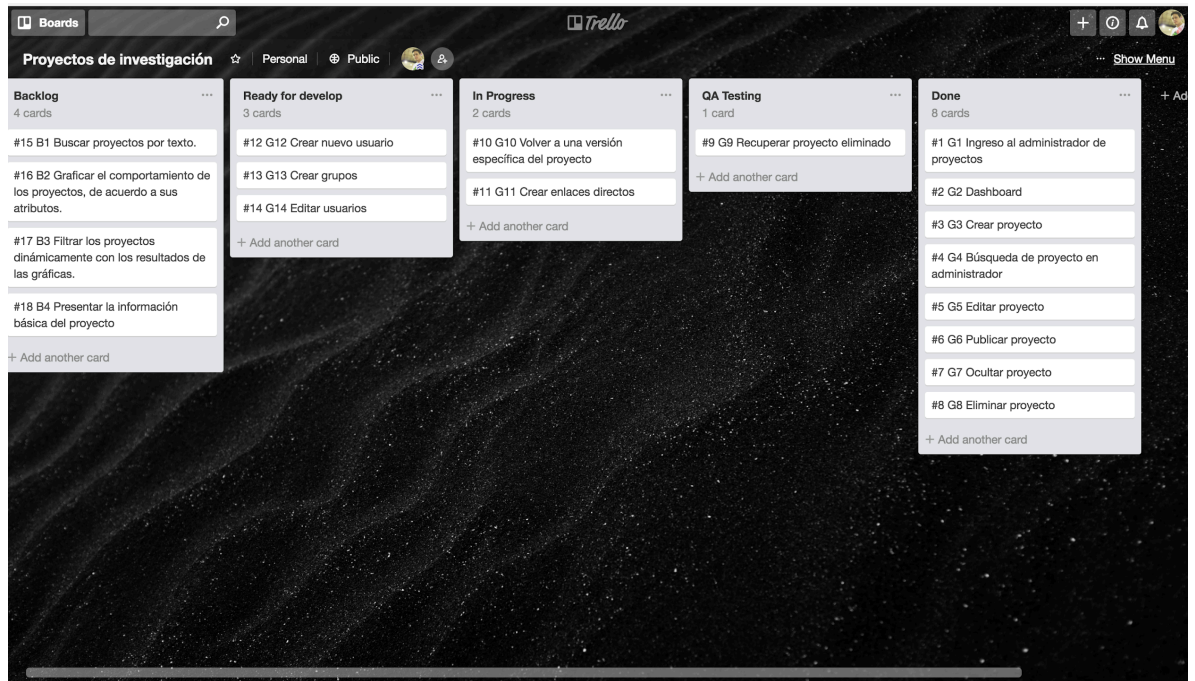 Boards
Trello
Proyectos de investigación
Personal
Public
··· Show Menu
Backlog
4 cards
#15 B1 Buscar proyectos por texto.
#16 B2 Graficar el comportamiento de
los proyectos, de acuerdo a sus
atributos.
#17 B3 Filtrar los proyectos
dinámicamente con los resultados de
las gráficas.
#18 B4 Presentar la información
básica del proyecto
+ Add another card
Ready for develop
3 cards
#12 G12 Crear nuevo usuario
#13 G13 Crear grupos
#14 G14 Editar usuarios
+ Add another card
In Progress
2 cards
#10 G10 Volver a una versión
específica del proyecto
#11 G11 Crear enlaces directos
+ Add another card
QA Testing
1 card
#9 G9 Recuperar proyecto eliminado
+ Add another card
Done
8 cards
#1 G1 Ingreso al administrador de
proyectos
#2 G2 Dashboard
#3 G3 Crear proyecto
#4 G4 Búsqueda de proyecto en
administrador
#5 G5 Editar proyecto
#6 G6 Publicar proyecto
#7 G7 Ocultar proyecto
#8 G8 Eliminar proyecto
+ Add another card
+ Ad